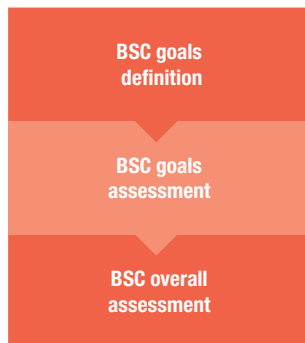 BSC goals
definition
BSC goals
assessment
BSC overall
assessment